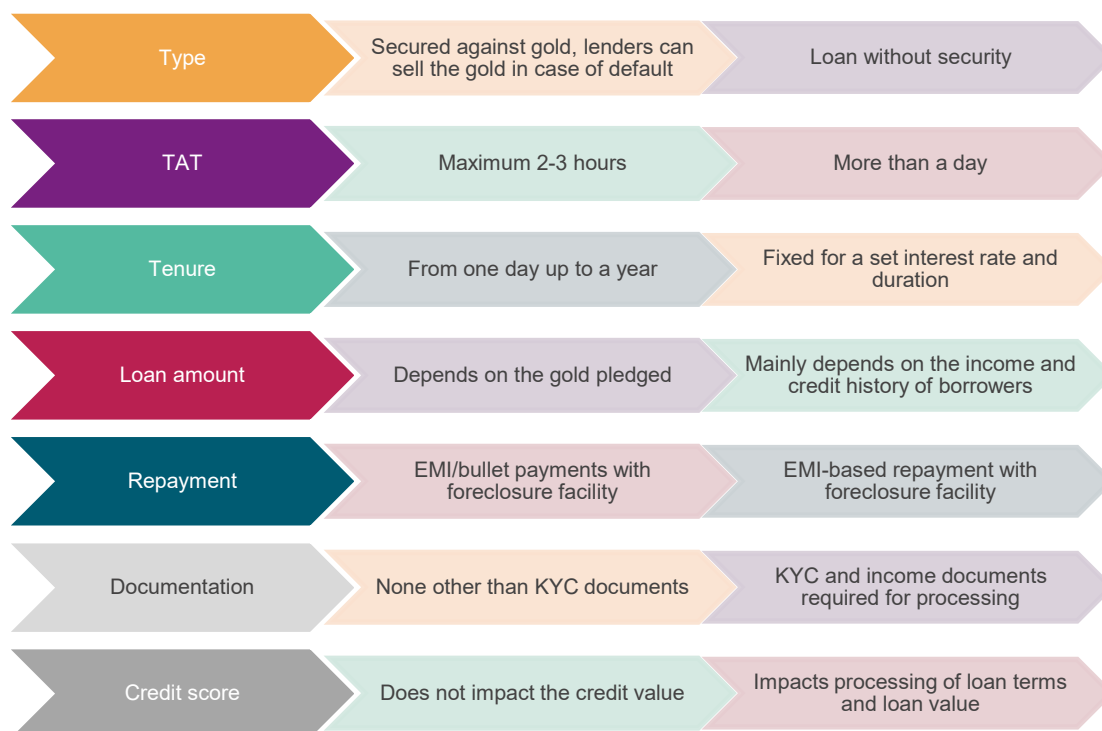 Type
Secured against gold, lenders can
sell the gold in case of default
Loan without security
TAT
Maximum 2-3 hours
More than a day
Tenure
From one day up to a year
Fixed for a set interest rate and
duration
Loan amount
Depends on the gold pledged
Mainly depends on the income and
credit history of borrowers
Repayment
EMI/bullet payments with
foreclosure facility
EMI-based repayment with
foreclosure facility
Documentation
None other than KYC documents
KYC and income documents
required for processing
Credit score
Does not impact the credit value
Impacts processing of loan terms
and loan value